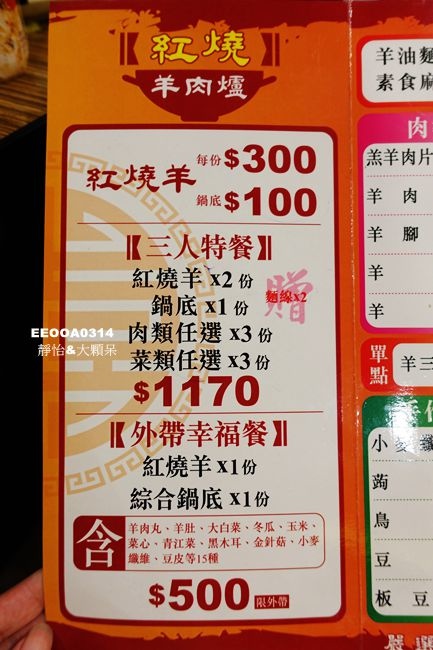 紅燒
羊肉爐
紅燒羊 每份 $300
鍋底 $100
【三人特餐】
紅燒羊 x2 份
鍋底 x1 份
贈 麵線x2
肉類任選 x3 份
菜類任選 x3 份
$1170
【外帶幸福餐】
紅燒羊 x1 份
綜合鍋底 x1 份
含
羊肉丸、羊肚、大白菜、冬瓜、玉米、
菜心、青江菜、黑木耳、金針菇、小麥
纖維、豆皮等15種
$500 限外帶
EEOOA0314
靜怡&大顆呆
羊油麵
素食麻
肉
羔羊肉片
羊 肉
羊 腳
羊
羊
單點
羊三
小麥纖
蒟
鳥
豆
板 豆